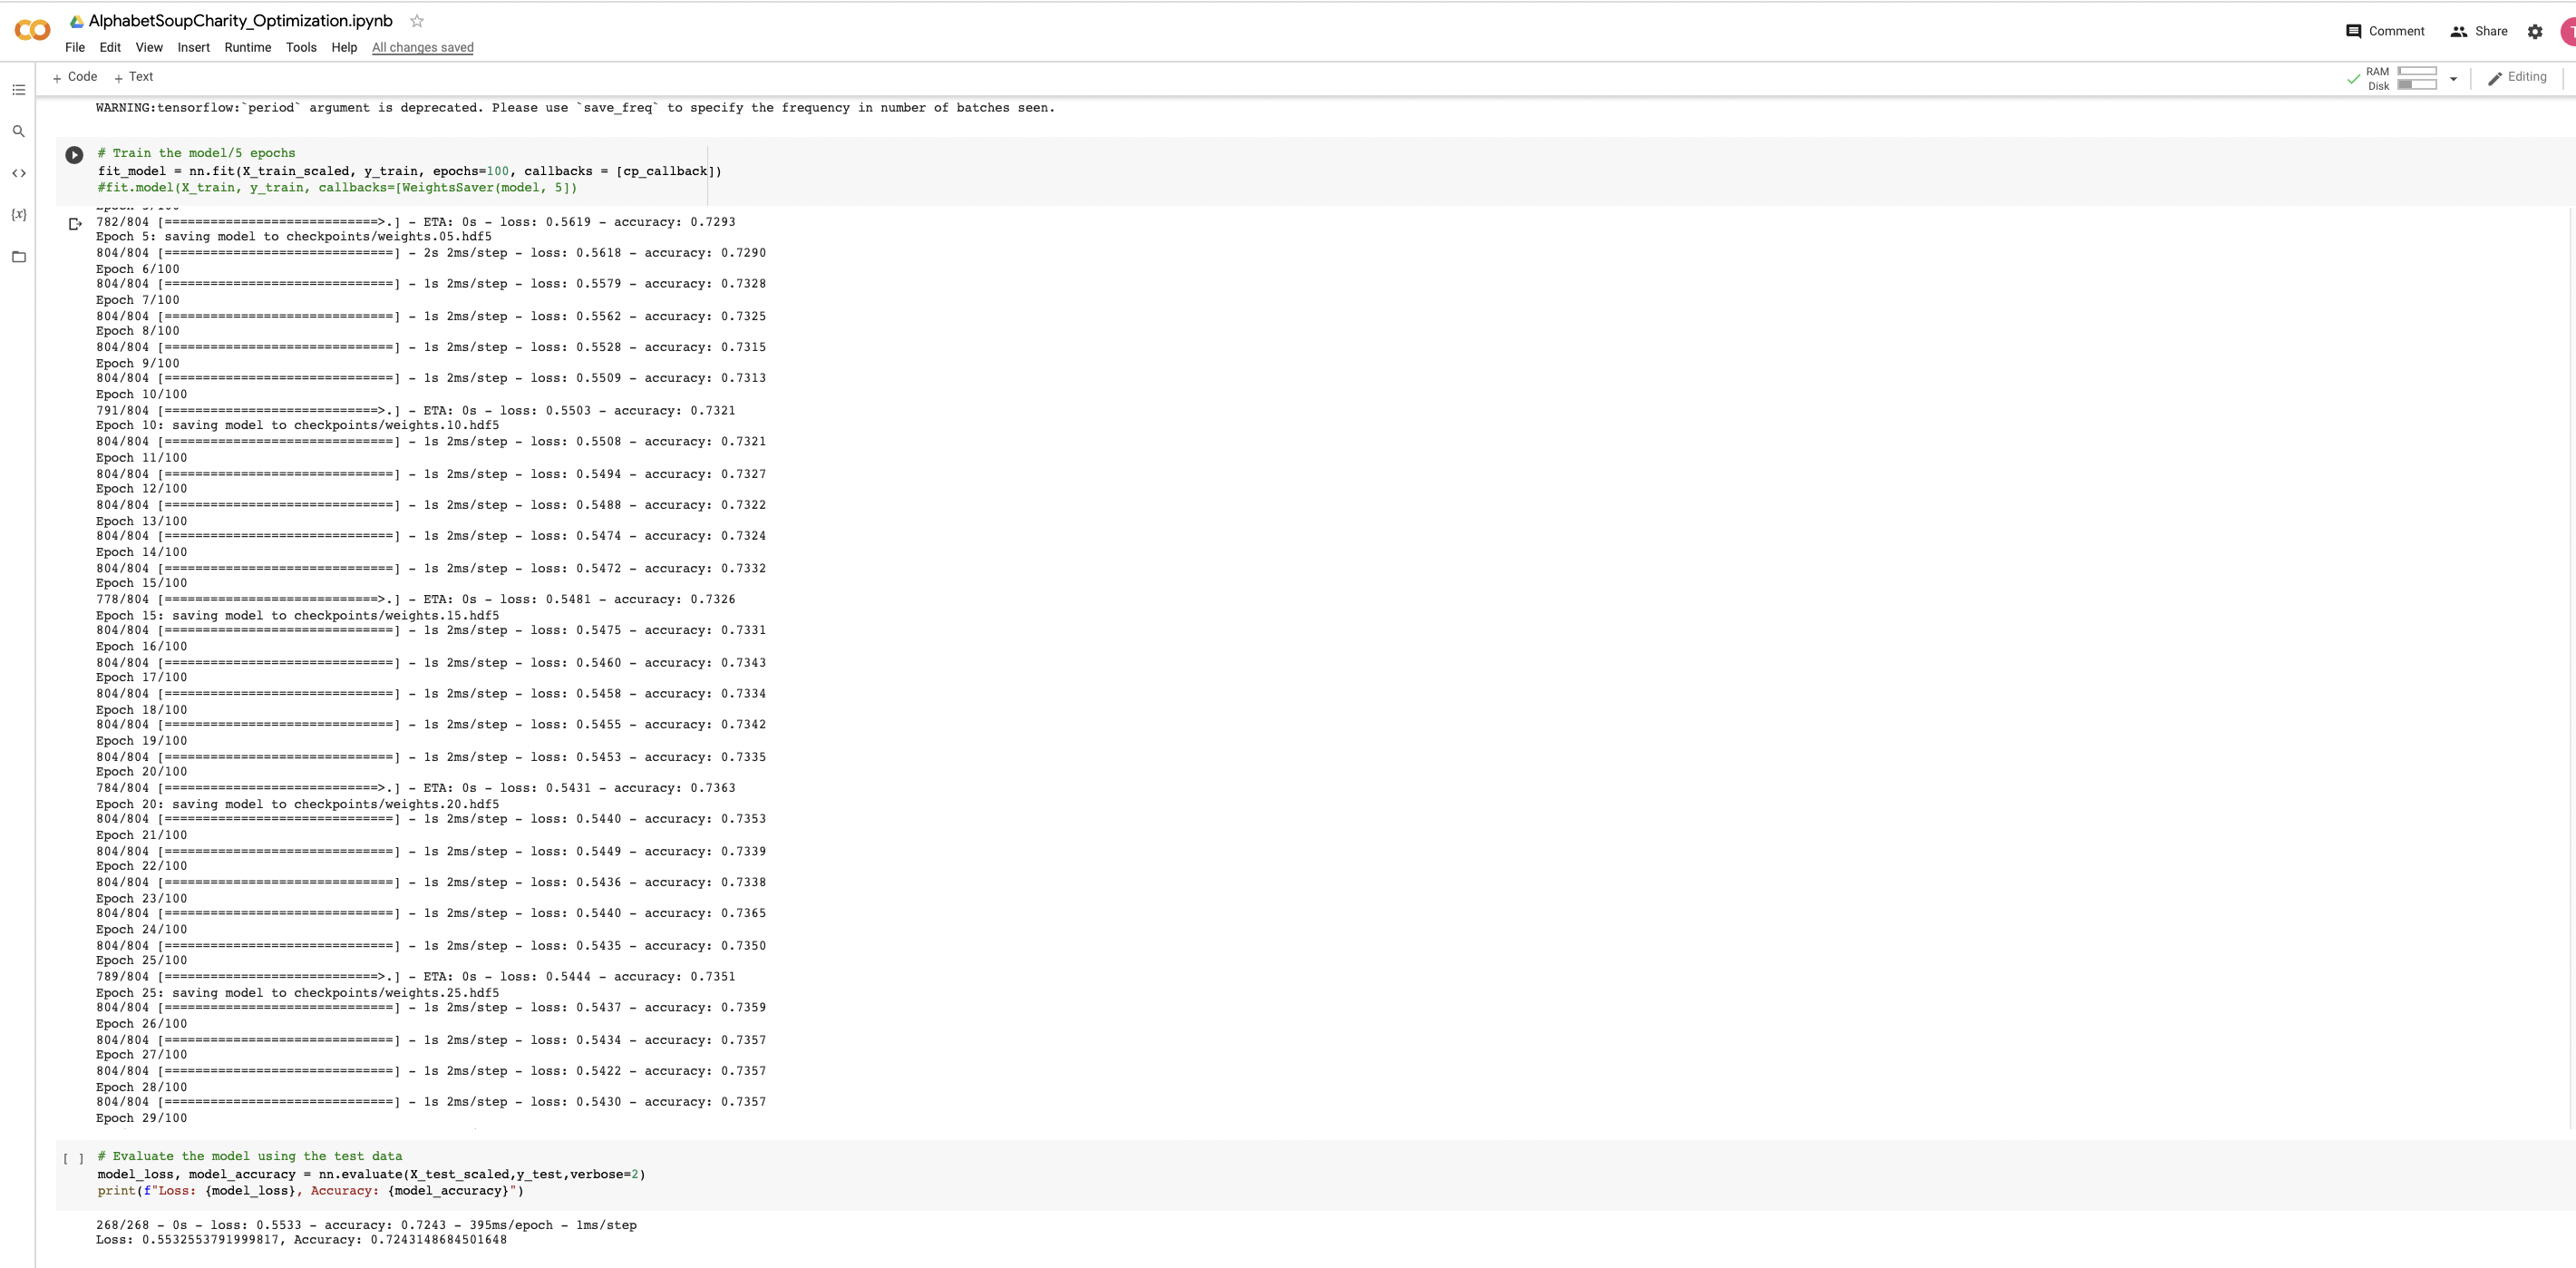 AlphabetSoupCharity_Optimization.ipynb
File Edit View Insert Runtime Tools Help All changes saved
Comment Share
+ Code + Text
RAM
Disk
Editing
WARNING:tensorflow:`period` argument is deprecated. Please use `save_freq` to specify the frequency in number of batches seen.
# Train the model/5 epochs
fit_model = nn.fit(X_train_scaled, y_train, epochs=100, callbacks = [cp_callback])
#fit.model(X_train, y_train, callbacks=[WeightsSaver(model, 5])
Epoch 5/100
782/804 [============================>.] - ETA: 0s - loss: 0.5619 - accuracy: 0.7293
Epoch 5: saving model to checkpoints/weights.05.hdf5
804/804 [==============================] - 2s 2ms/step - loss: 0.5618 - accuracy: 0.7290
Epoch 6/100
804/804 [==============================] - 1s 2ms/step - loss: 0.5579 - accuracy: 0.7328
Epoch 7/100
804/804 [==============================] - 1s 2ms/step - loss: 0.5562 - accuracy: 0.7325
Epoch 8/100
804/804 [==============================] - 1s 2ms/step - loss: 0.5528 - accuracy: 0.7315
Epoch 9/100
804/804 [==============================] - 1s 2ms/step - loss: 0.5509 - accuracy: 0.7313
Epoch 10/100
791/804 [============================>.] - ETA: 0s - loss: 0.5503 - accuracy: 0.7321
Epoch 10: saving model to checkpoints/weights.10.hdf5
804/804 [==============================] - 1s 2ms/step - loss: 0.5508 - accuracy: 0.7321
Epoch 11/100
804/804 [==============================] - 1s 2ms/step - loss: 0.5494 - accuracy: 0.7327
Epoch 12/100
804/804 [==============================] - 1s 2ms/step - loss: 0.5488 - accuracy: 0.7322
Epoch 13/100
804/804 [==============================] - 1s 2ms/step - loss: 0.5474 - accuracy: 0.7324
Epoch 14/100
804/804 [==============================] - 1s 2ms/step - loss: 0.5472 - accuracy: 0.7332
Epoch 15/100
778/804 [============================>.] - ETA: 0s - loss: 0.5481 - accuracy: 0.7326
Epoch 15: saving model to checkpoints/weights.15.hdf5
804/804 [==============================] - 1s 2ms/step - loss: 0.5475 - accuracy: 0.7331
Epoch 16/100
804/804 [==============================] - 1s 2ms/step - loss: 0.5460 - accuracy: 0.7343
Epoch 17/100
804/804 [==============================] - 1s 2ms/step - loss: 0.5458 - accuracy: 0.7334
Epoch 18/100
804/804 [==============================] - 1s 2ms/step - loss: 0.5455 - accuracy: 0.7342
Epoch 19/100
804/804 [==============================] - 1s 2ms/step - loss: 0.5453 - accuracy: 0.7335
Epoch 20/100
784/804 [============================>.] - ETA: 0s - loss: 0.5431 - accuracy: 0.7363
Epoch 20: saving model to checkpoints/weights.20.hdf5
804/804 [==============================] - 1s 2ms/step - loss: 0.5440 - accuracy: 0.7353
Epoch 21/100
804/804 [==============================] - 1s 2ms/step - loss: 0.5449 - accuracy: 0.7339
Epoch 22/100
804/804 [==============================] - 1s 2ms/step - loss: 0.5436 - accuracy: 0.7338
Epoch 23/100
804/804 [==============================] - 1s 2ms/step - loss: 0.5440 - accuracy: 0.7365
Epoch 24/100
804/804 [==============================] - 1s 2ms/step - loss: 0.5435 - accuracy: 0.7350
Epoch 25/100
789/804 [============================>.] - ETA: 0s - loss: 0.5444 - accuracy: 0.7351
Epoch 25: saving model to checkpoints/weights.25.hdf5
804/804 [==============================] - 1s 2ms/step - loss: 0.5437 - accuracy: 0.7359
Epoch 26/100
804/804 [==============================] - 1s 2ms/step - loss: 0.5434 - accuracy: 0.7357
Epoch 27/100
804/804 [==============================] - 1s 2ms/step - loss: 0.5422 - accuracy: 0.7357
Epoch 28/100
804/804 [==============================] - 1s 2ms/step - loss: 0.5430 - accuracy: 0.7357
Epoch 29/100
[ ] # Evaluate the model using the test data
model_loss, model_accuracy = nn.evaluate(X_test_scaled,y_test,verbose=2)
print(f"Loss: {model_loss}, Accuracy: {model_accuracy}")
268/268 - 0s - loss: 0.5533 - accuracy: 0.7243 - 395ms/epoch - 1ms/step
Loss: 0.5532553791999817, Accuracy: 0.7243148684501648